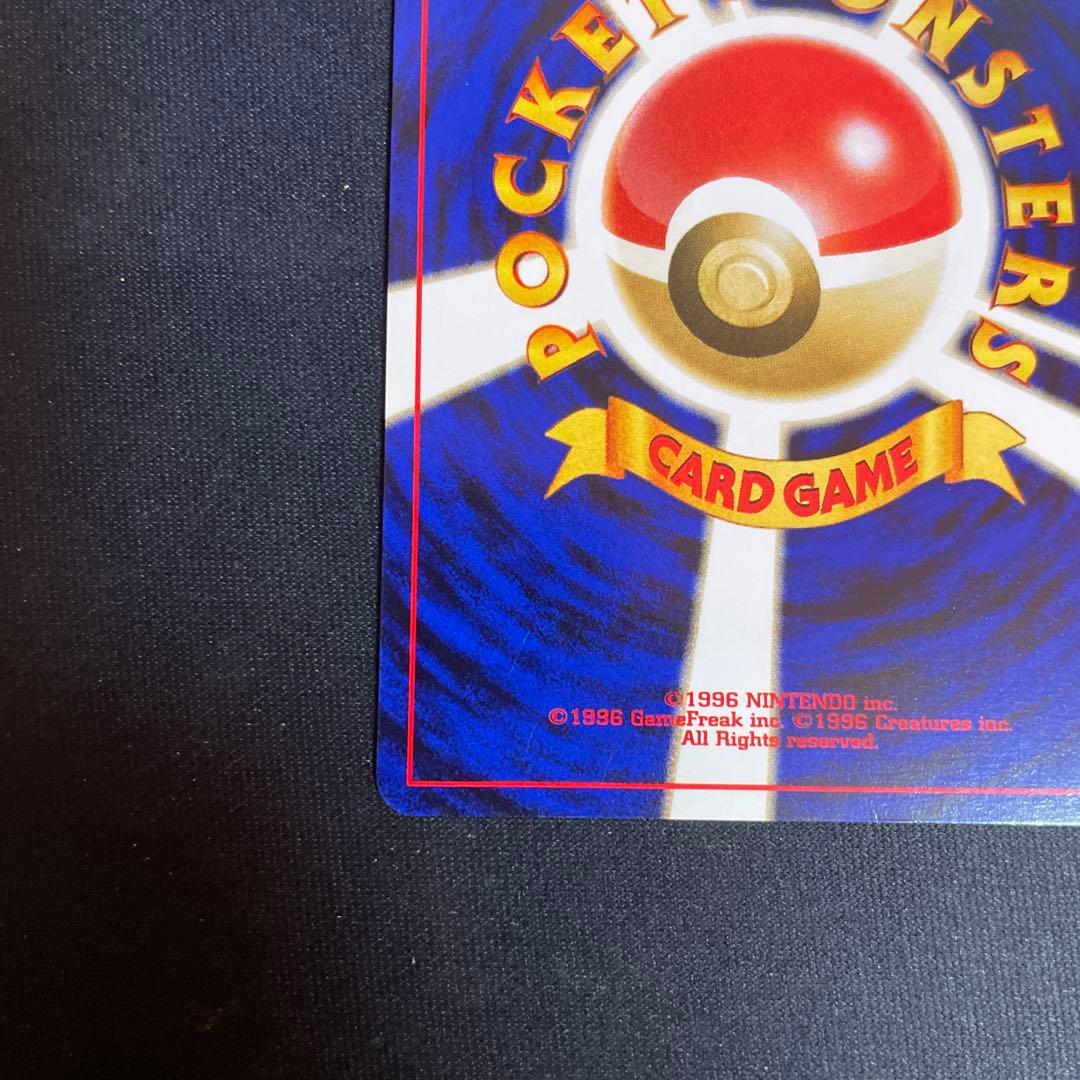 POCKET MONSTERS
CARD GAME
©1996 NINTENDO inc.
©1996 GameFreak inc. ©1996 Creatures inc.
All Rights reserved.